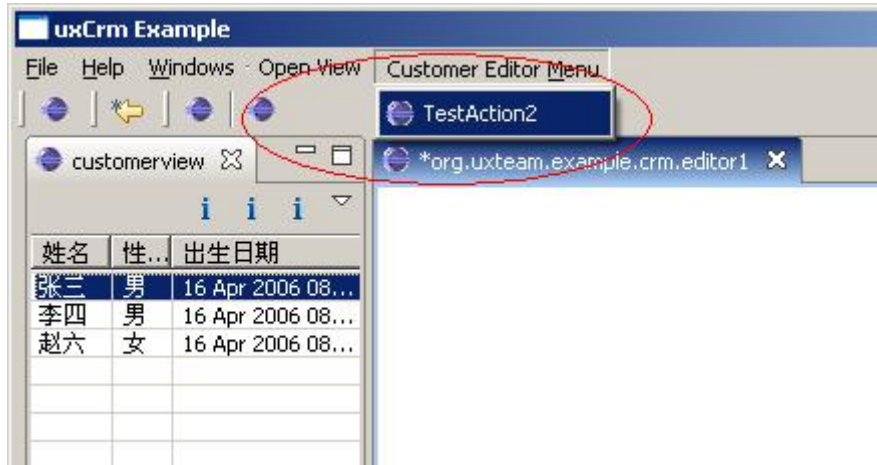 uxCrm Example
File Help Windows Open View Customer Editor Menu
TestAction2
customerview
*org.uxteam.example.crm.editor1
i i i
姓名 性... 出生日期
张三 男 16 Apr 2006 08...
李四 男 16 Apr 2006 08...
赵六 女 16 Apr 2006 08...